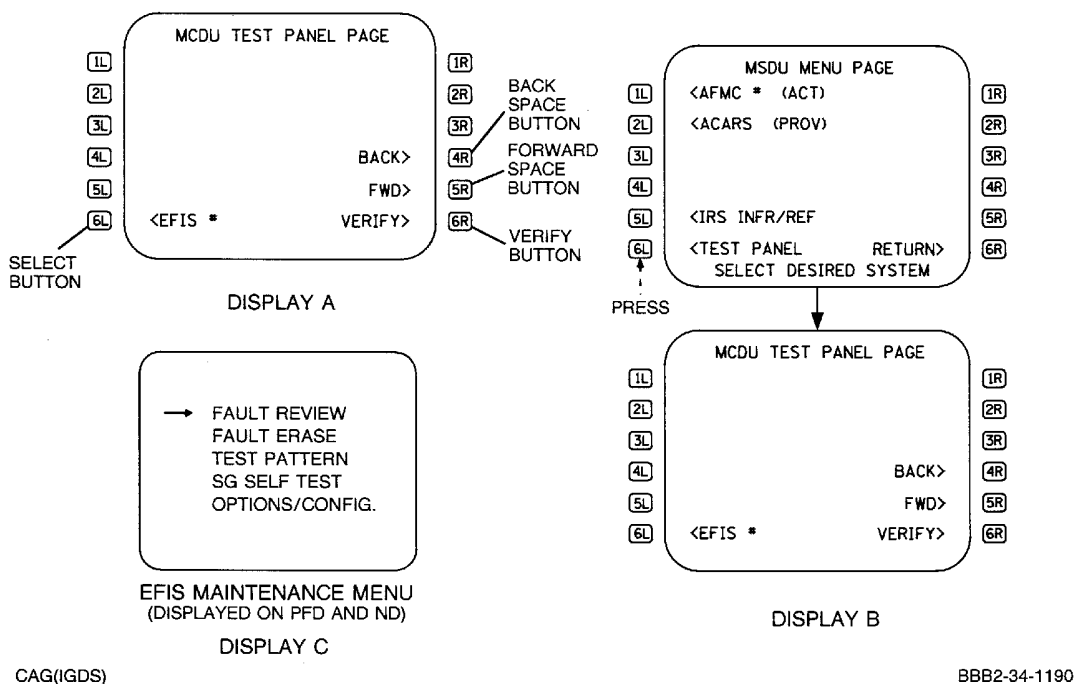 MCDU TEST PANEL PAGE
1L
1R
2L
2R
3L
3R
4L
BACK>
4R
5L
FWD>
5R
6L
<EFIS *
VERIFY>
6R
BACK
SPACE
BUTTON
FORWARD
SPACE
BUTTON
VERIFY
BUTTON
SELECT
BUTTON
DISPLAY A
MSDU MENU PAGE
1L
<AFMC * (ACT)
1R
2L
<ACARS (PROV)
2R
3L
3R
4L
4R
5L
<IRS INFR/REF
5R
6L
<TEST PANEL RETURN>
6R
SELECT DESIRED SYSTEM
PRESS
MCDU TEST PANEL PAGE
1L
1R
2L
2R
3L
3R
4L
BACK>
4R
5L
FWD>
5R
6L
<EFIS *
VERIFY>
6R
DISPLAY B
→ FAULT REVIEW
FAULT ERASE
TEST PATTERN
SG SELF TEST
OPTIONS/CONFIG.
EFIS MAINTENANCE MENU
(DISPLAYED ON PFD AND ND)
DISPLAY C
CAG(IGDS)
BBB2-34-1190